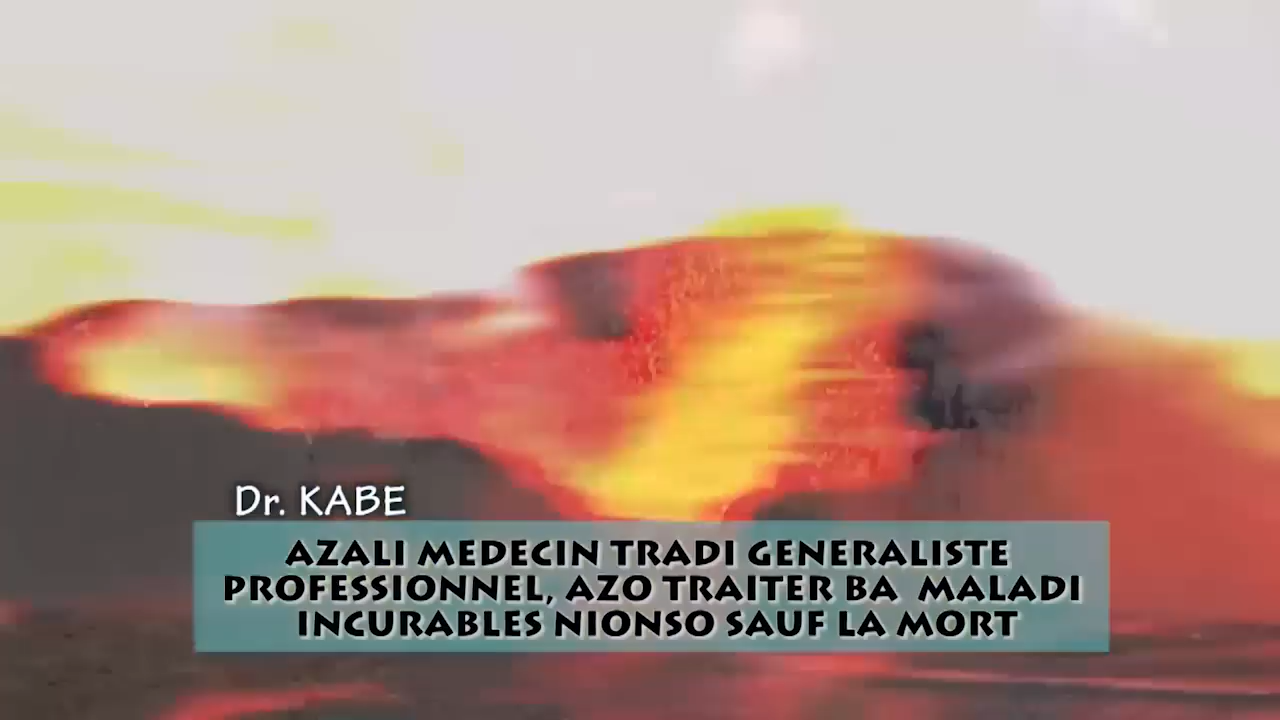 Dr. KABE
AZALI MEDECIN TRADI GENERALISTE
PROFESSIONNEL, AZO TRAITER BA MALADI
INCURABLES NIONSO SAUF LA MORT